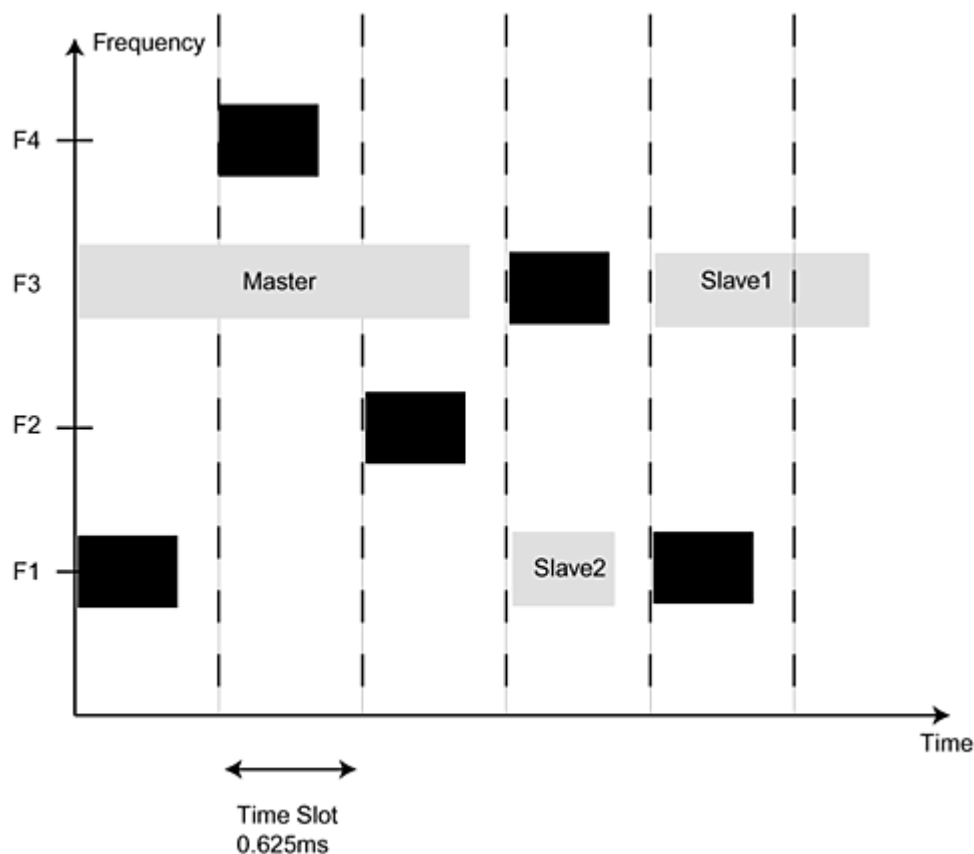 Frequency
F4
F3
Master
Slave1
F2
F1
Slave2
Time
Time Slot
0.625ms